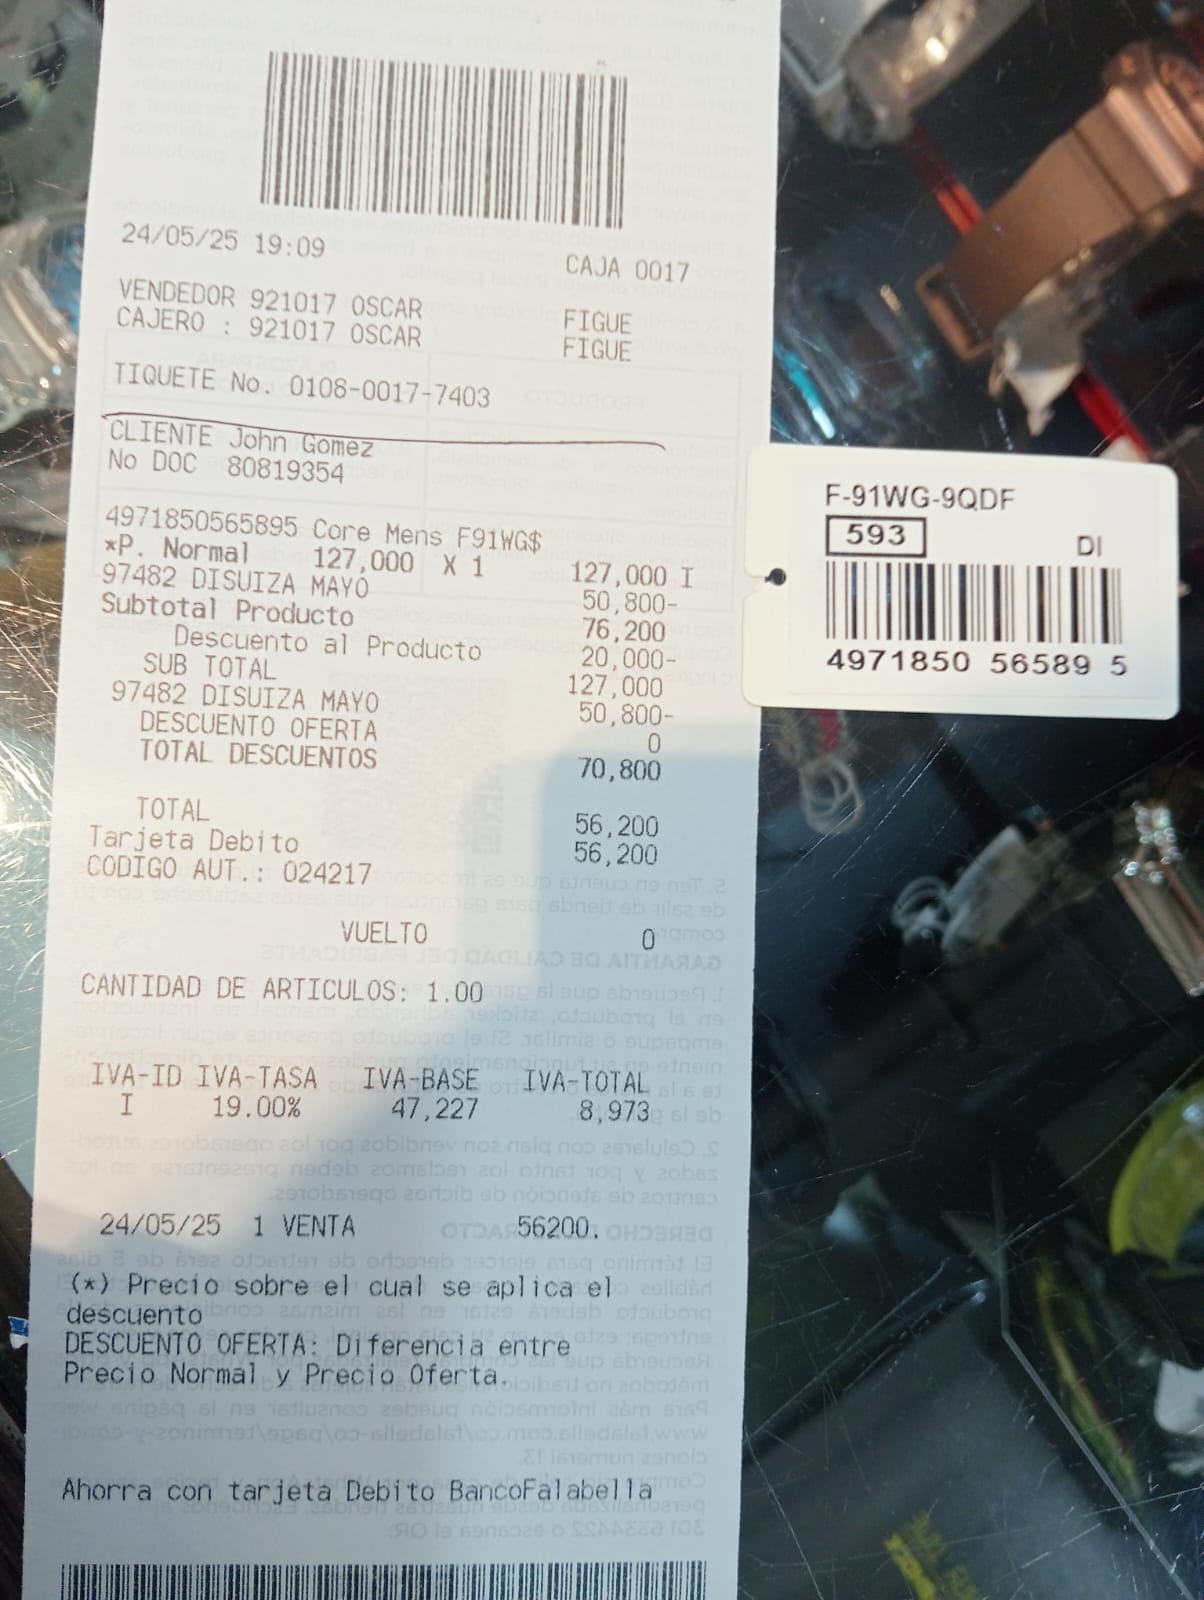 24/05/25 19:09 CAJA 0017
VENDEDOR 921017 OSCAR FIGUE
CAJERO : 921017 OSCAR FIGUE
TIQUETE No. 0108-0017-7403
CLIENTE John Gomez
No DOC 80819354
4971850565895 Core Mens F91WG$
*P. Normal 127,000 X 1 127,000 I
97482 DISUIZA MAYO 50,800-
Subtotal Producto 76,200
Descuento al Producto 20,000-
SUB TOTAL 127,000
97482 DISUIZA MAYO 50,800-
DESCUENTO OFERTA 0
TOTAL DESCUENTOS 70,800
TOTAL 56,200
Tarjeta Debito 56,200
CODIGO AUT.: 024217
VUELTO 0
CANTIDAD DE ARTICULOS: 1.00
IVA-ID IVA-TASA IVA-BASE IVA-TOTAL
I 19.00% 47,227 8,973
24/05/25 1 VENTA 56200.
(*) Precio sobre el cual se aplica el
descuento
DESCUENTO OFERTA: Diferencia entre
Precio Normal y Precio Oferta.
Ahorra con tarjeta Debito BancoFalabella
F-91WG-9QDF
593 DI
4971850 56589 5